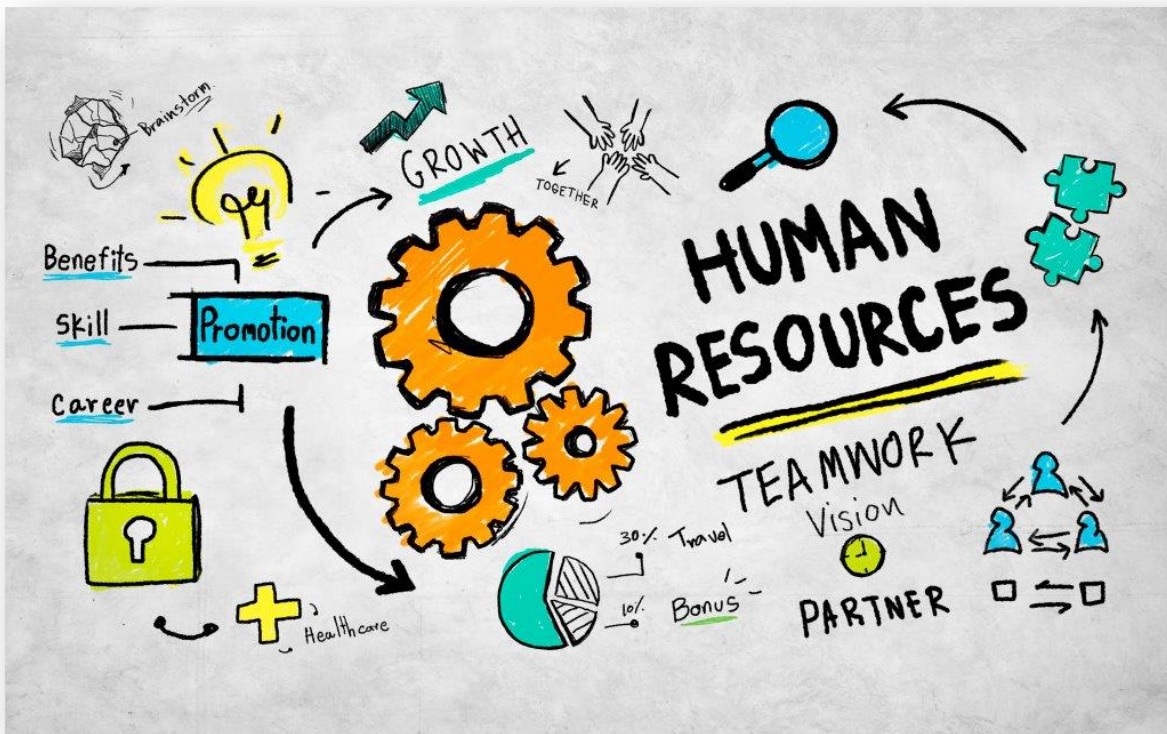 Brainstorm
GROWTH
TOGETHER
HUMAN
RESOURCES
Benefits
Skill
Promotion
Career
TEAMWORK
Vision
30% Travel
10% Bonus
PARTNER
Healthcare